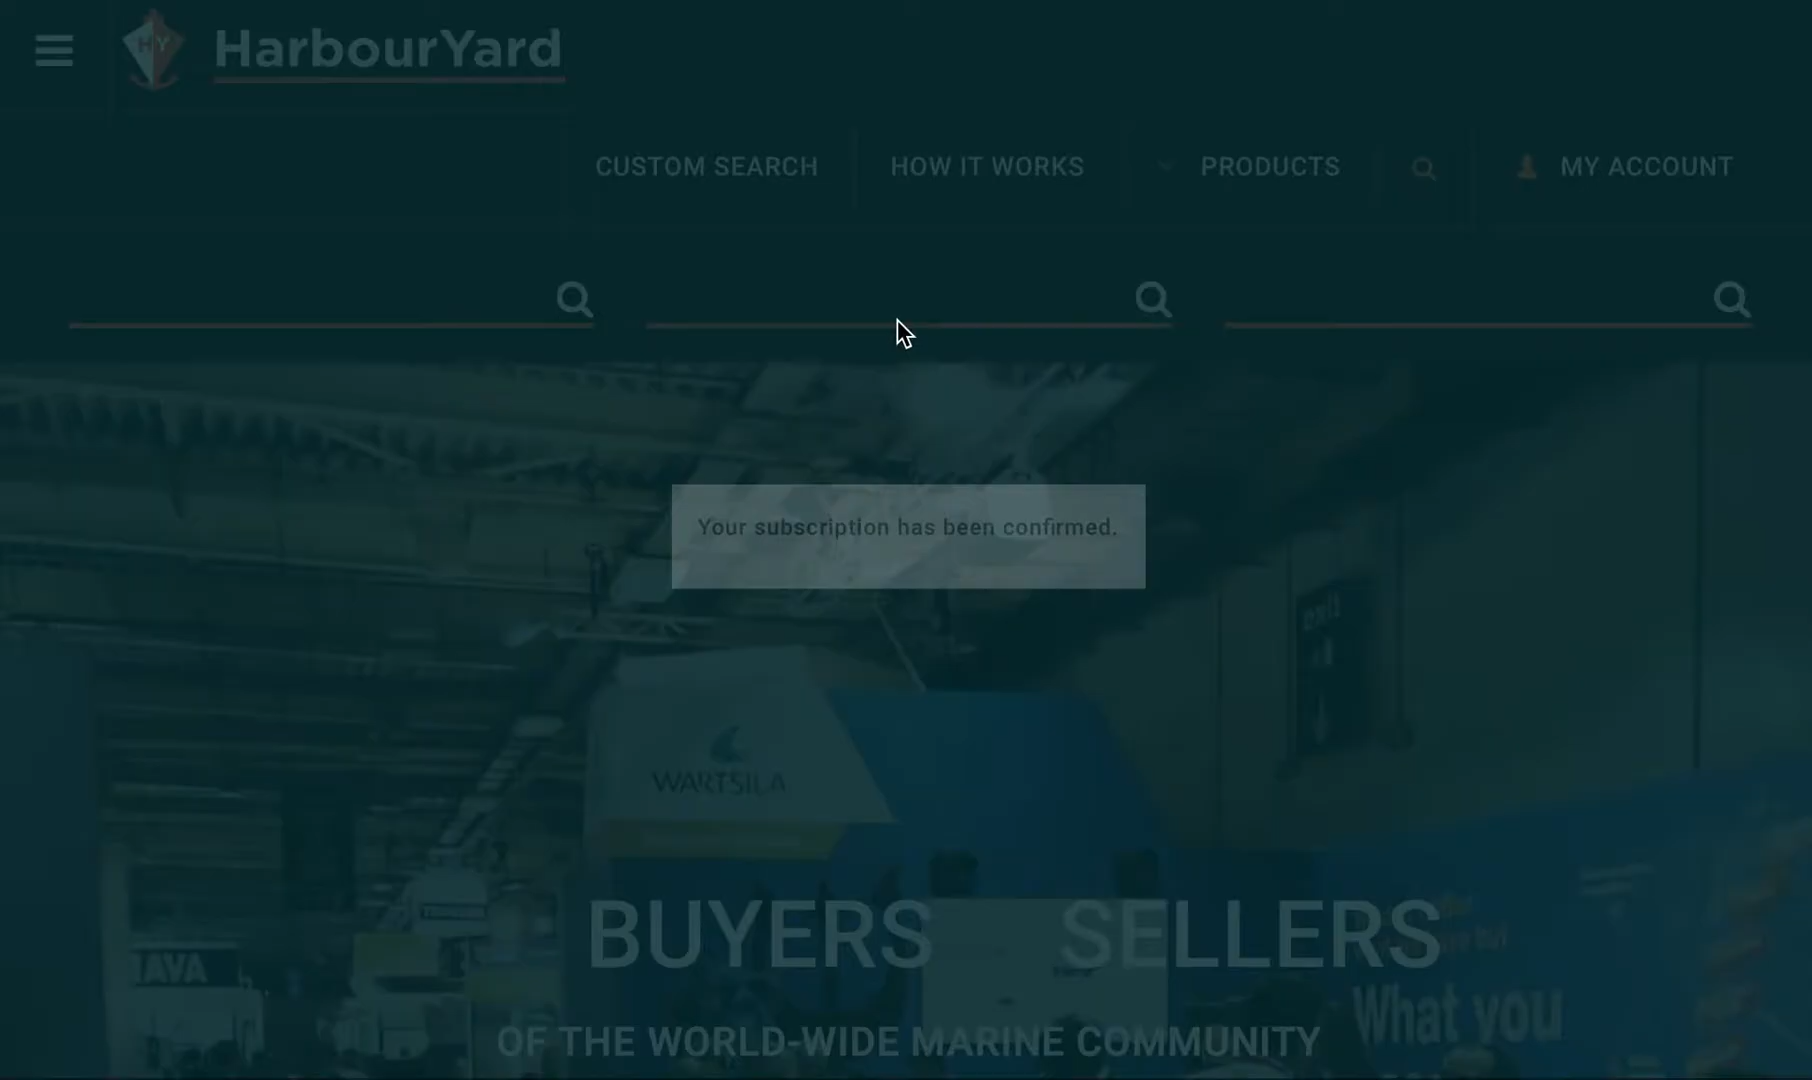 HY HarbourYard
CUSTOM SEARCH HOW IT WORKS PRODUCTS MY ACCOUNT
Your subscription has been confirmed.
WARTSILA
BUYERS SELLERS
What you
OF THE WORLD-WIDE MARINE COMMUNITY